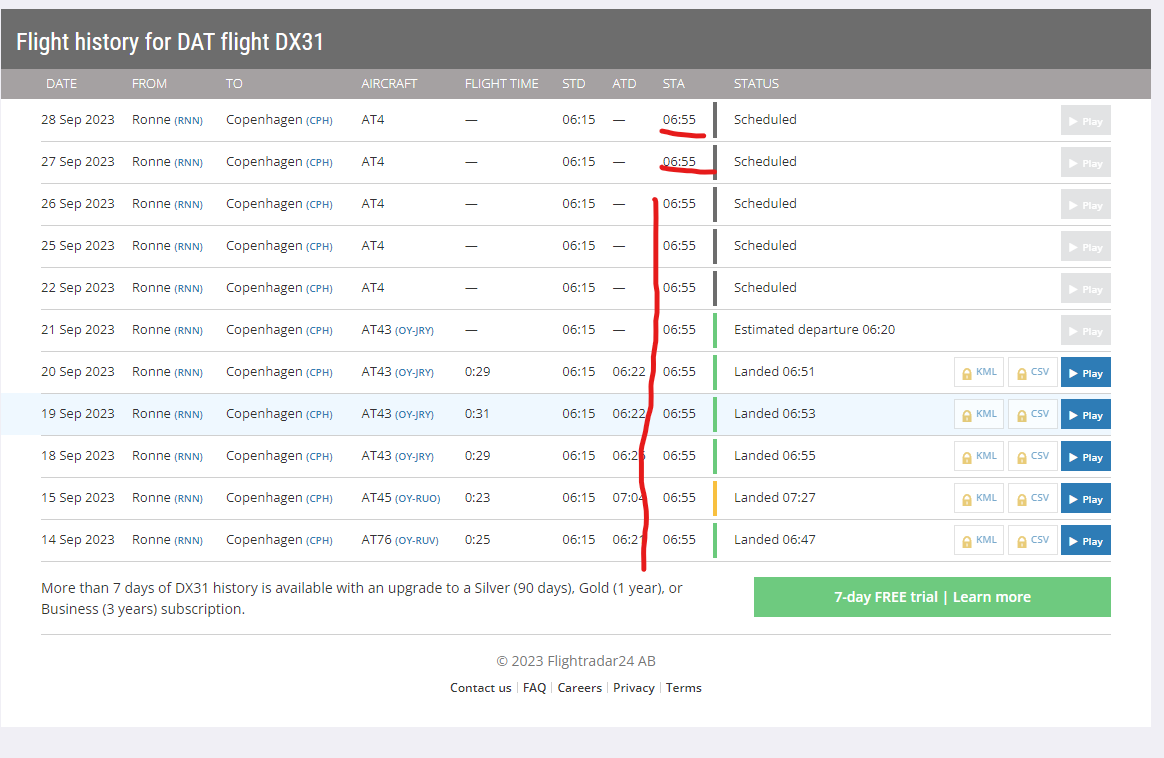 Flight history for DAT flight DX31
DATE FROM TO AIRCRAFT FLIGHT TIME STD ATD STA STATUS
28 Sep 2023 Ronne (RNN) Copenhagen (CPH) AT4 — 06:15 — 06:55 Scheduled Play
27 Sep 2023 Ronne (RNN) Copenhagen (CPH) AT4 — 06:15 — 06:55 Scheduled Play
26 Sep 2023 Ronne (RNN) Copenhagen (CPH) AT4 — 06:15 — 06:55 Scheduled Play
25 Sep 2023 Ronne (RNN) Copenhagen (CPH) AT4 — 06:15 — 06:55 Scheduled Play
22 Sep 2023 Ronne (RNN) Copenhagen (CPH) AT4 — 06:15 — 06:55 Scheduled Play
21 Sep 2023 Ronne (RNN) Copenhagen (CPH) AT43 (OY-JRY) — 06:15 — 06:55 Estimated departure 06:20 Play
20 Sep 2023 Ronne (RNN) Copenhagen (CPH) AT43 (OY-JRY) 0:29 06:15 06:22 06:55 Landed 06:51 KML CSV Play
19 Sep 2023 Ronne (RNN) Copenhagen (CPH) AT43 (OY-JRY) 0:31 06:15 06:22 06:55 Landed 06:53 KML CSV Play
18 Sep 2023 Ronne (RNN) Copenhagen (CPH) AT43 (OY-JRY) 0:29 06:15 06:55 Landed 06:55 KML CSV Play
15 Sep 2023 Ronne (RNN) Copenhagen (CPH) AT45 (OY-RUO) 0:23 06:15 07:04 06:55 Landed 07:27 KML CSV Play
14 Sep 2023 Ronne (RNN) Copenhagen (CPH) AT76 (OY-RUV) 0:25 06:15 06:21 06:55 Landed 06:47 KML CSV Play
More than 7 days of DX31 history is available with an upgrade to a Silver (90 days), Gold (1 year), or
Business (3 years) subscription.
7-day FREE trial | Learn more
© 2023 Flightradar24 AB
Contact us | FAQ | Careers | Privacy | Terms